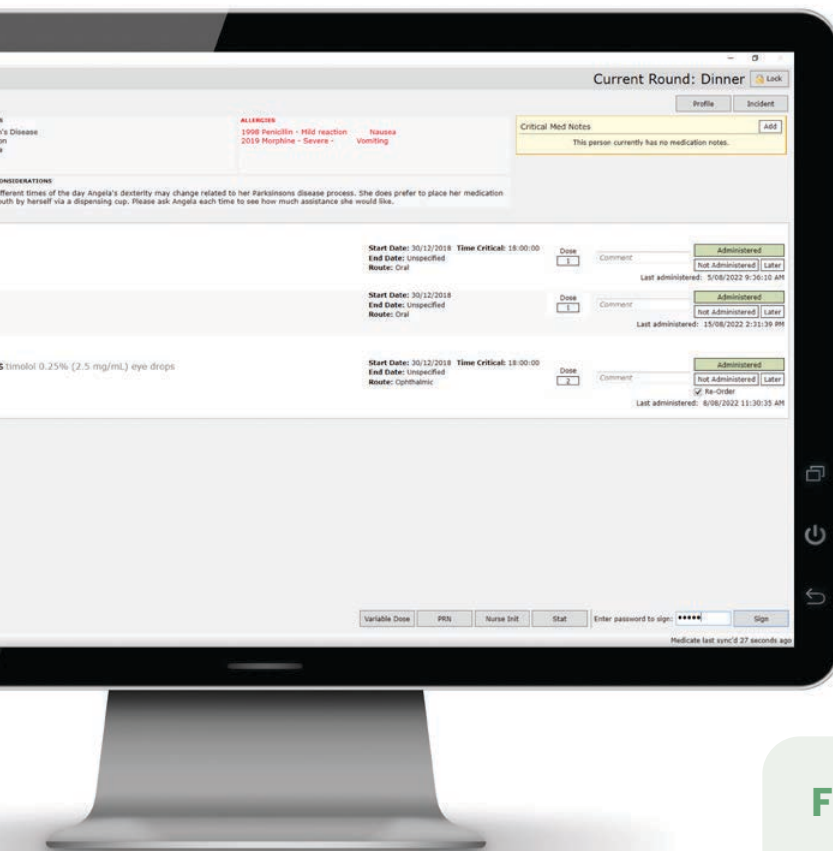 Current Round: Dinner
Lock
Profile
Incident
's Disease
on
ALLERGIES
1998 Penicillin - Mild reaction Nausea
2019 Morphine - Severe - Vomiting
Critical Med Notes
Add
This person currently has no medication notes.
CONSIDERATIONS
fferent times of the day Angela's dexterity may change related to her Parksinsons disease process. She does prefer to place her medication
outh by herself via a dispensing cup. Please ask Angela each time to see how much assistance she would like.
Start Date: 30/12/2018 Time Critical: 18:00:00
End Date: Unspecified
Route: Oral
Dose
1
Comment
Administered
Not Administered
Later
Last administered: 5/08/2022 9:36:10 AM
Start Date: 30/12/2018
End Date: Unspecified
Route: Oral
Dose
1
Comment
Administered
Not Administered
Later
Last administered: 15/08/2022 2:31:39 PM
s timolol 0.25% (2.5 mg/mL) eye drops
Start Date: 30/12/2018 Time Critical: 18:00:00
End Date: Unspecified
Route: Ophthalmic
Dose
2
Comment
Administered
Not Administered
Later
Re-Order
Last administered: 8/08/2022 11:30:35 AM
Variable Dose
PRN
Nurse Init
Stat
Enter password to sign:
Sign
Medicate last sync'd 27 seconds ago
F